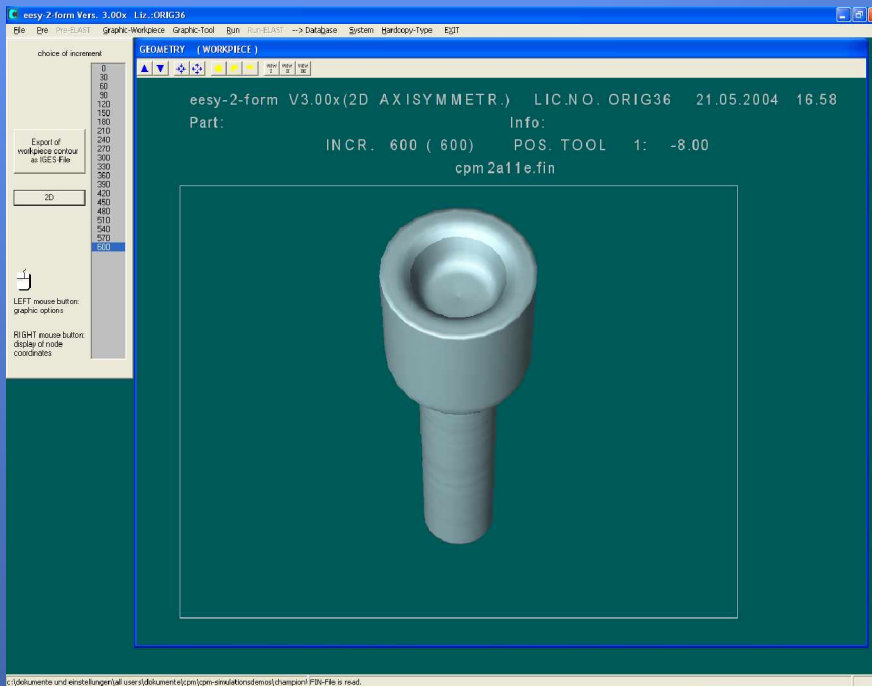 eesy-2-form Vers. 3.00x Liz.:ORIG36
File Pre Pre-ELAST Graphic-Workpiece Graphic-Tool Run Run-ELAST --> Database System Hardcopy-Type EXIT
choice of increment
0
30
60
90
120
150
180
210
240
270
300
330
360
390
420
450
480
510
540
570
600
Export of
workpiece contour
as IGES-File
2D
LEFT mouse button:
graphic options
RIGHT mouse button:
display of node
coordinates
GEOMETRY ( WORKPIECE )
VIEW I VIEW II VIEW III
eesy-2-form V3.00x(2D AXISYMMETR.) LIC.NO. ORIG36 21.05.2004 16.58
Part: Info:
INCR. 600 ( 600) POS. TOOL 1: -8.00
cpm2a11e.fin
c:\dokumente und einstellungen\all users\dokumente\cpm\cpm-simulationsdemos\champion\ FIN-File is read.